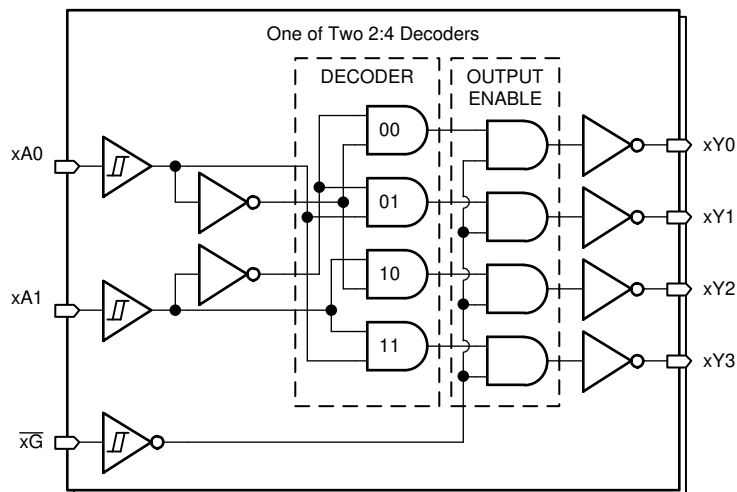 One of Two 2:4 Decoders
DECODER
OUTPUT
ENABLE
xA0
00
xY0
01
xY1
xA1
10
xY2
11
xY3
x̅G̅